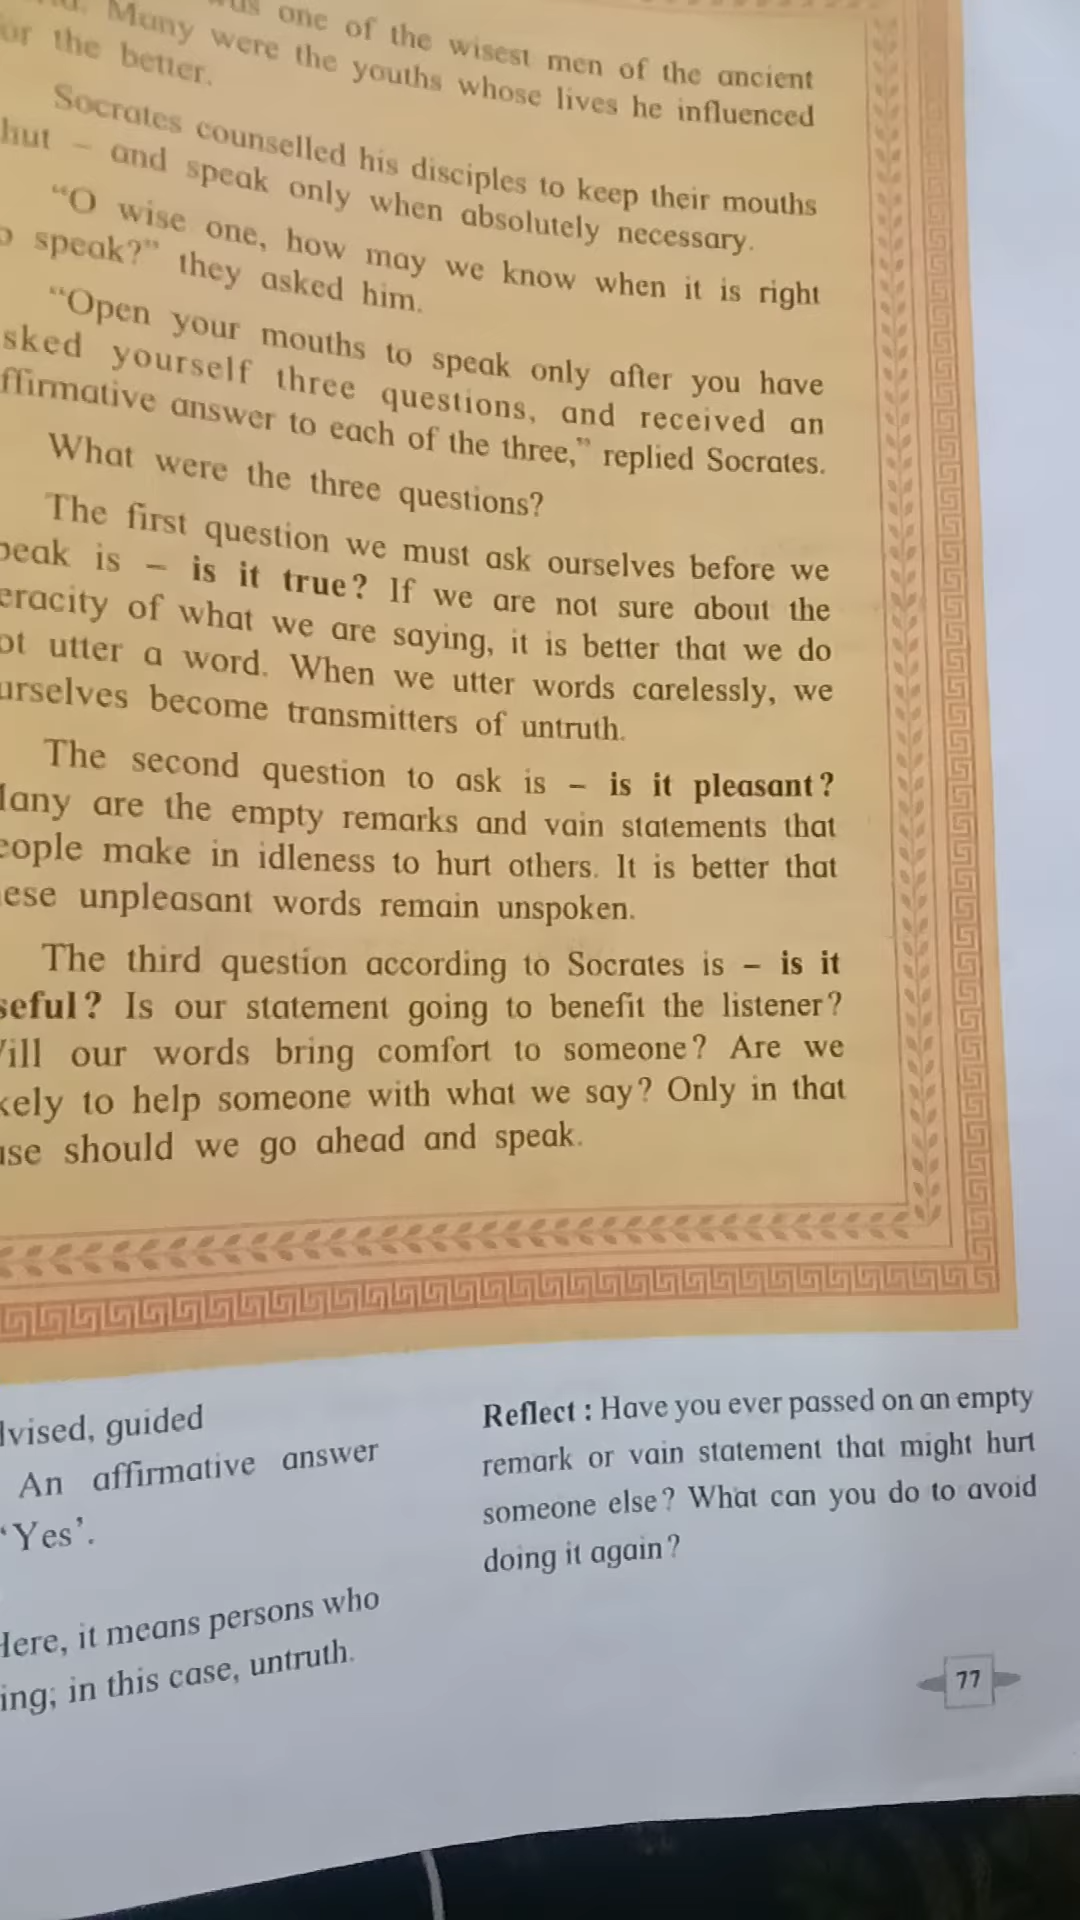 one of the wisest men of the ancient
Many were the youths whose lives he influenced
the better.
Socrates counselled his disciples to keep their mouths
hut – and speak only when absolutely necessary.
“O wise one, how may we know when it is right
speak?” they asked him.
“Open your mouths to speak only after you have
sked yourself three questions, and received an
ffirmative answer to each of the three,” replied Socrates.
What were the three questions?
The first question we must ask ourselves before we
peak is – is it true? If we are not sure about the
eracity of what we are saying, it is better that we do
ot utter a word. When we utter words carelessly, we
urselves become transmitters of untruth.
The second question to ask is – is it pleasant?
any are the empty remarks and vain statements that
eople make in idleness to hurt others. It is better that
ese unpleasant words remain unspoken.
The third question according to Socrates is – is it
seful? Is our statement going to benefit the listener?
ill our words bring comfort to someone? Are we
kely to help someone with what we say? Only in that
ase should we go ahead and speak.
dvised, guided
An affirmative answer
‘Yes’.
Here, it means persons who
ing; in this case, untruth.
Reflect : Have you ever passed on an empty
remark or vain statement that might hurt
someone else? What can you do to avoid
doing it again?
77